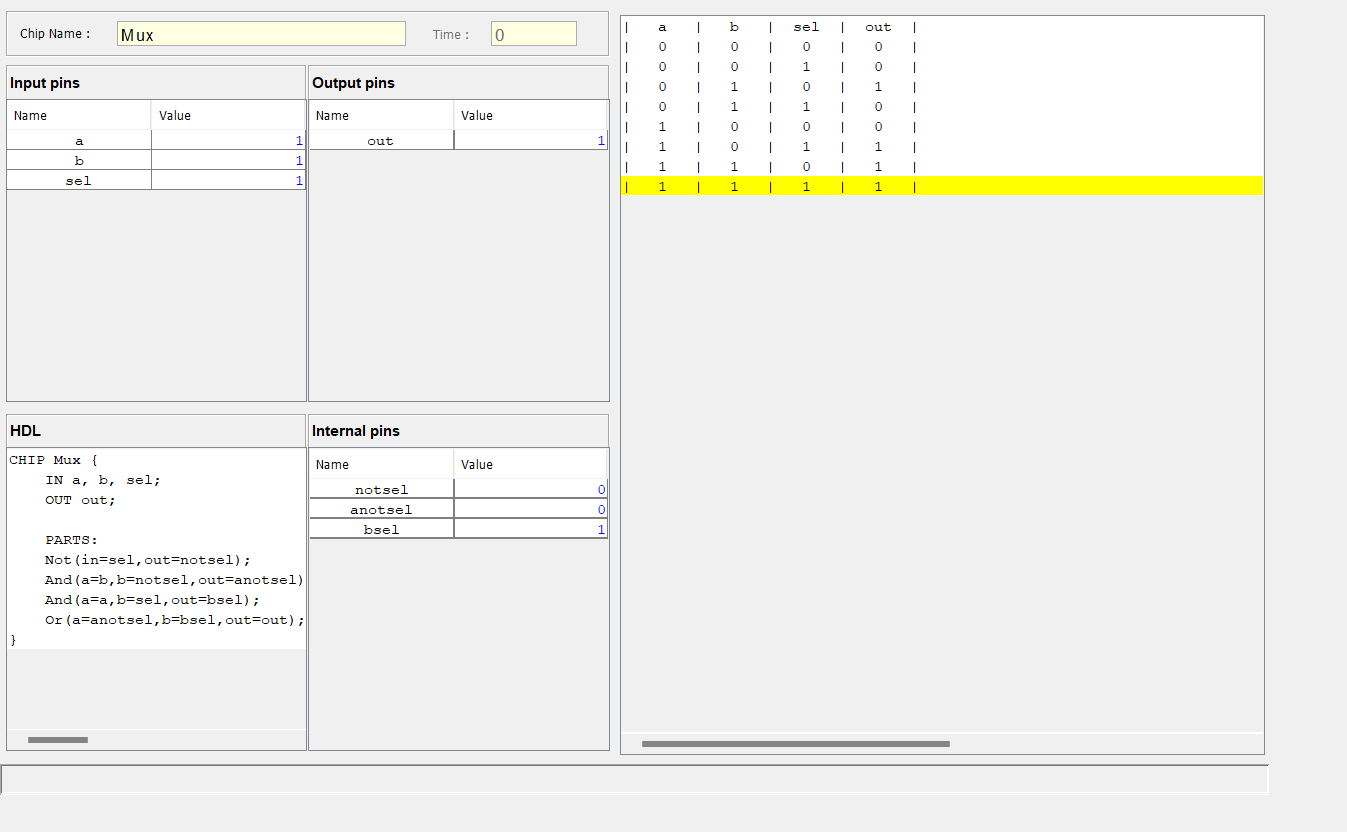 Chip Name :
Mux
Time :
0
Input pins
Name Value
a 1
b 1
sel 1
Output pins
Name Value
out 1
HDL
CHIP Mux {
    IN a, b, sel;
    OUT out;
    PARTS:
    Not(in=sel,out=notsel);
    And(a=b,b=notsel,out=anotsel)
    And(a=a,b=sel,out=bsel);
    Or(a=anotsel,b=bsel,out=out);
}
Internal pins
Name Value
notsel 0
anotsel 0
bsel 1
| a | b | sel | out |
| 0 | 0 | 0 | 0 |
| 0 | 0 | 1 | 0 |
| 0 | 1 | 0 | 1 |
| 0 | 1 | 1 | 0 |
| 1 | 0 | 0 | 0 |
| 1 | 0 | 1 | 1 |
| 1 | 1 | 0 | 1 |
| 1 | 1 | 1 | 1 |